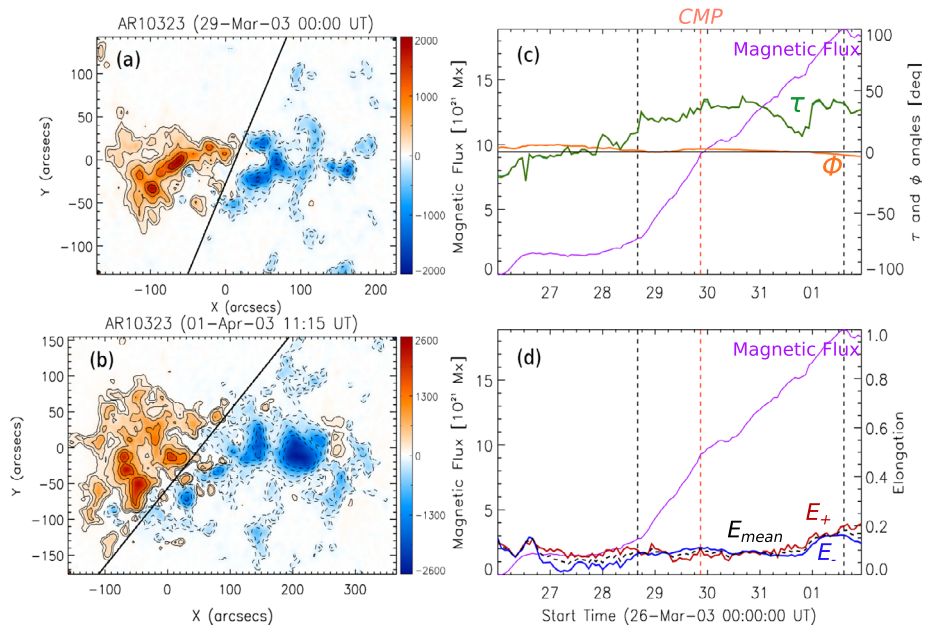 AR10323 (29-Mar-03 00:00 UT)
(a)
100
50
0
−50
−100
Y (arcsecs)
−100
0
100
200
X (arcsecs)
2000
1000
0
−1000
−2000
AR10323 (01-Apr-03 11:15 UT)
(b)
150
100
50
0
−50
−100
−150
Y (arcsecs)
−100
0
100
200
300
X (arcsecs)
2600
1300
0
−1300
−2600
CMP
(c)
Magnetic Flux
τ
Φ
15
10
5
0
Magnetic Flux [10²¹ Mx]
100
50
0
−50
−100
τ and φ angles [deg]
27
28
29
30
31
01
(d)
Magnetic Flux
E₊
Emean
E-
15
10
5
0
Magnetic Flux [10²¹ Mx]
1.0
0.8
0.6
0.4
0.2
0.0
Elongation
27
28
29
30
31
01
Start Time (26-Mar-03 00:00:00 UT)